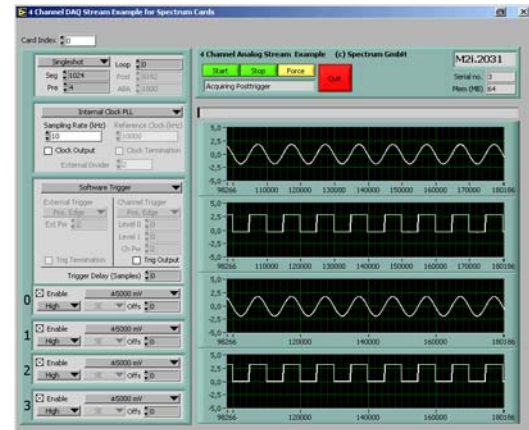 4 Channel DAQ Stream Example for Spectrum Cards
Card Index 0
Singleshot
Loop 0
Seg 1024
Post 8192
Pre 4
ABA 1000
Internal Clock PLL
Sampling Rate (kHz) Reference Clock (kHz)
10 10000
Clock Output Clock Termination
External Divider
Software Trigger
External Trigger Channel Trigger
Pos. Edge Pos. Edge
Ext Pw 2 Level 0 0
Level 1 0
Ch Pw 2
Trig Termination Trig Output
Trigger Delay (Samples) 0
0 Enable ±5000 mV
High Offs 0
1 Enable ±5000 mV
High Offs 0
2 Enable ±5000 mV
High Offs 0
3 Enable ±5000 mV
High Offs 0
4 Channel Analog Stream Example (c) Spectrum GmbH
Start Stop Force Quit
Acquiring Posttrigger
M2i.2031
Serial no. 3
Mem (MB) 64
5,0
2,5
0,0
-2,5
-5,0
98266 110000 120000 130000 140000 150000 160000 170000 180186
5,0
2,5
0,0
-2,5
-5,0
98266 110000 120000 130000 140000 150000 160000 170000 180186
5,0
2,5
0,0
-2,5
-5,0
98266 120000 140000 160000 180186
5,0
2,5
0,0
-2,5
-5,0
98266 120000 140000 160000 180186